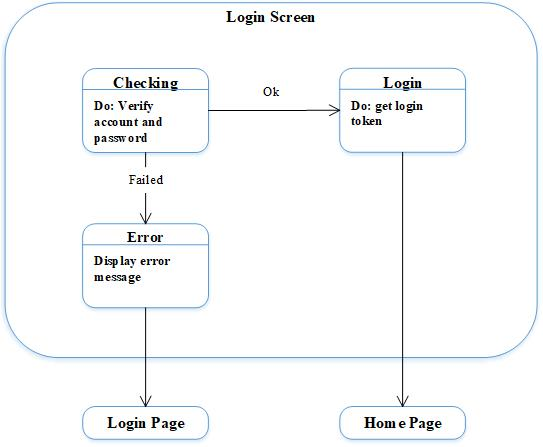 Login Screen
Checking
Do: Verify
account and
password
Ok
Login
Do: get login
token
Failed
Error
Display error
message
Login Page
Home Page